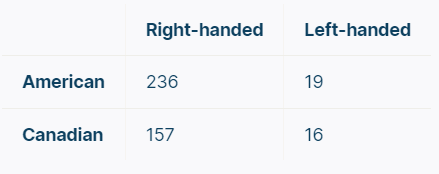 Right-handed Left-handed
American 236 19
Canadian 157 16